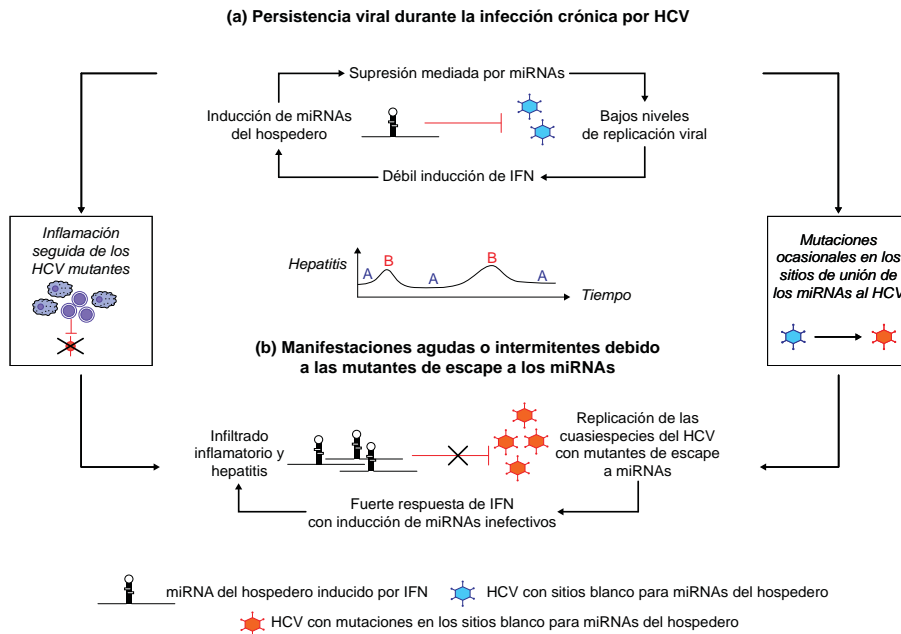 (a) Persistencia viral durante la infección crónica por HCV
Supresión mediada por miRNAs
Inducción de miRNAs
del hospedero
Bajos niveles
de replicación viral
Débil inducción de IFN
Inflamación
seguida de los
HCV mutantes
Hepatitis
A
B
A
B
A
Tiempo
Mutaciones
ocasionales en los
sitios de unión de
los miRNAs al HCV
(b) Manifestaciones agudas o intermitentes debido
a las mutantes de escape a los miRNAs
Infiltrado
inflamatorio y
hepatitis
Replicación de las
cuasiespecies del HCV
con mutantes de escape
a miRNAs
Fuerte respuesta de IFN
con inducción de miRNAs inefectivos
miRNA del hospedero inducido por IFN
HCV con sitios blanco para miRNAs del hospedero
HCV con mutaciones en los sitios blanco para miRNAs del hospedero